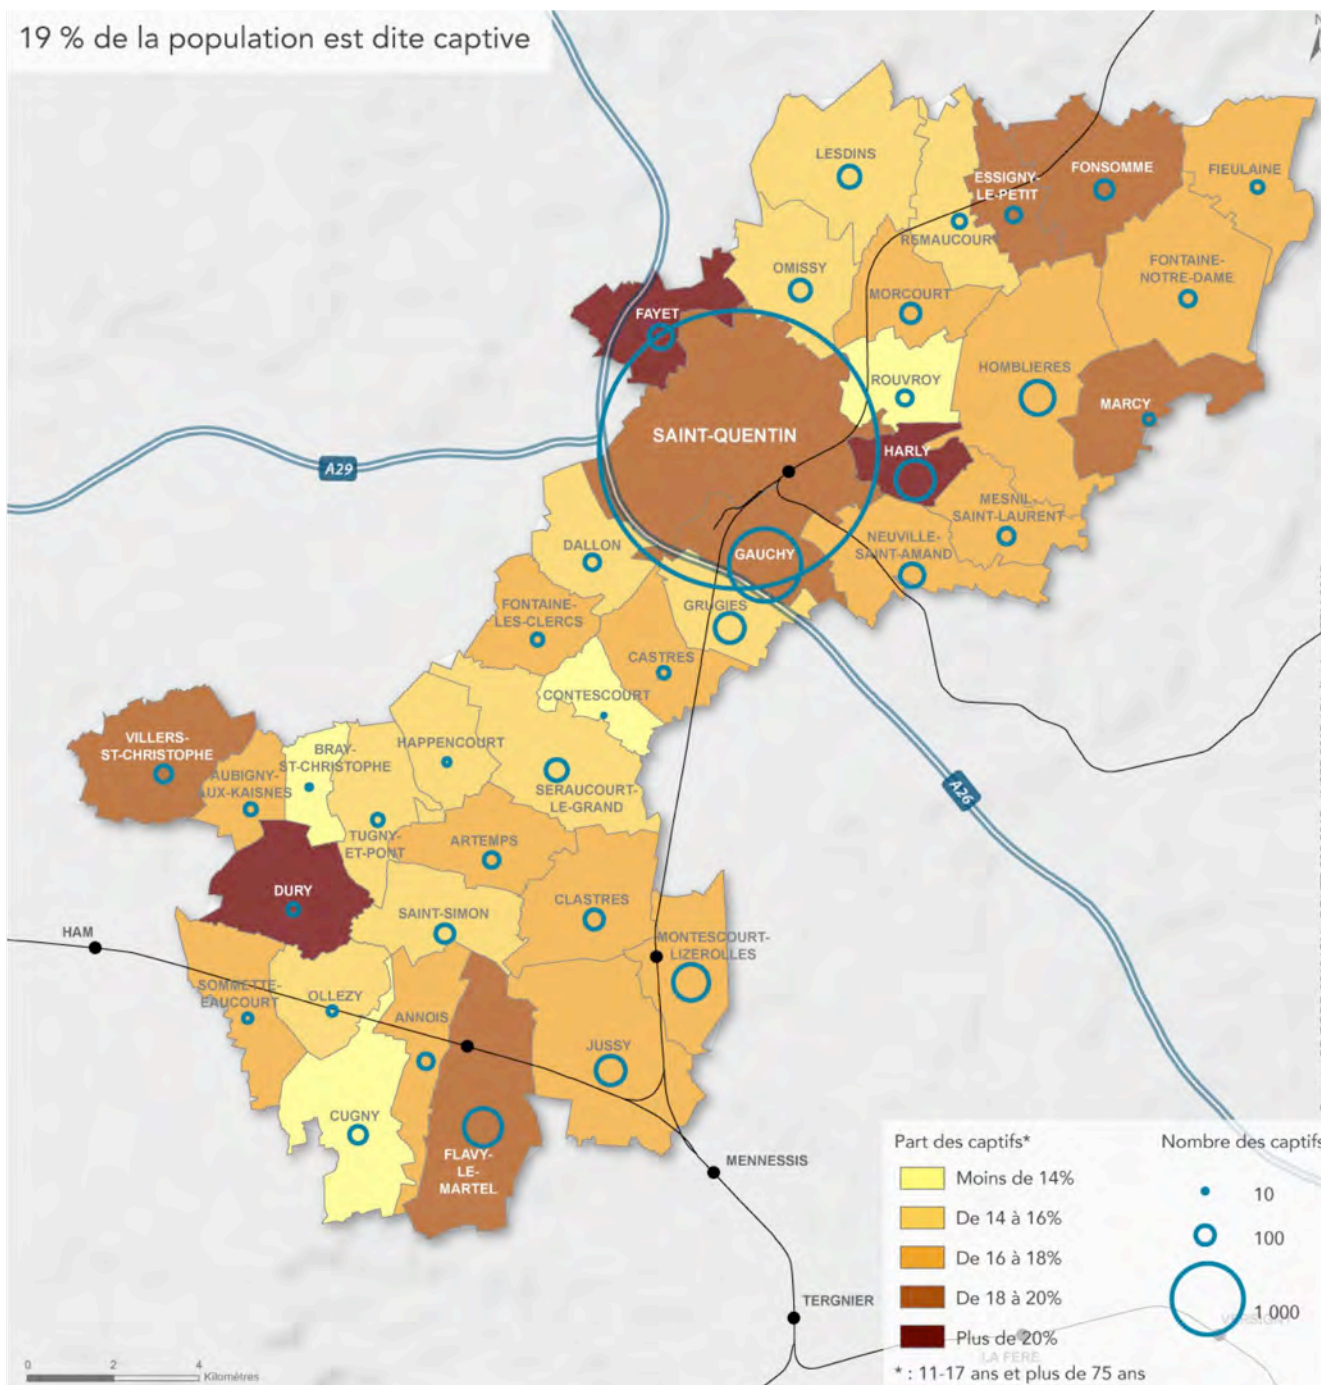 19 % de la population est dite captive
N
LESDINS
ESSIGNY-
LE-PETIT
FONSOMME
FIEULAINE
REMAUCOURT
OMISSY
FONTAINE-
NOTRE-DAME
MORCOURT
FAYET
ROUVROY
HOMBLIERES
MARCY
SAINT-QUENTIN
HARLY
A29
MESNIL-
SAINT-LAURENT
NEUVILLE-
SAINT-AMAND
DALLON
GAUCHY
FONTAINE-
LES-CLERCS
GRUGIES
CASTRES
CONTESCOURT
VILLERS-
ST-CHRISTOPHE
BRAY-
ST-CHRISTOPHE
HAPPENCOURT
AUBIGNY-
AUX-KAISNES
SERAUCOURT-
LE-GRAND
A26
TUGNY-
ET-PONT
ARTEMPS
DURY
SAINT-SIMON
CLASTRES
HAM
MONTESCOURT-
LIZEROLLES
SOMMETTE-
EAUCOURT
OLLEZY
ANNOIS
JUSSY
CUGNY
FLAVY-
LE-
MARTEL
MENNESSIS
TERGNIER
Part des captifs*
Moins de 14%
De 14 à 16%
De 16 à 18%
De 18 à 20%
Plus de 20%
* : 11-17 ans et plus de 75 ans
Nombre des captifs
10
100
1 000
LA FERE
0 2 4
Kilomètres